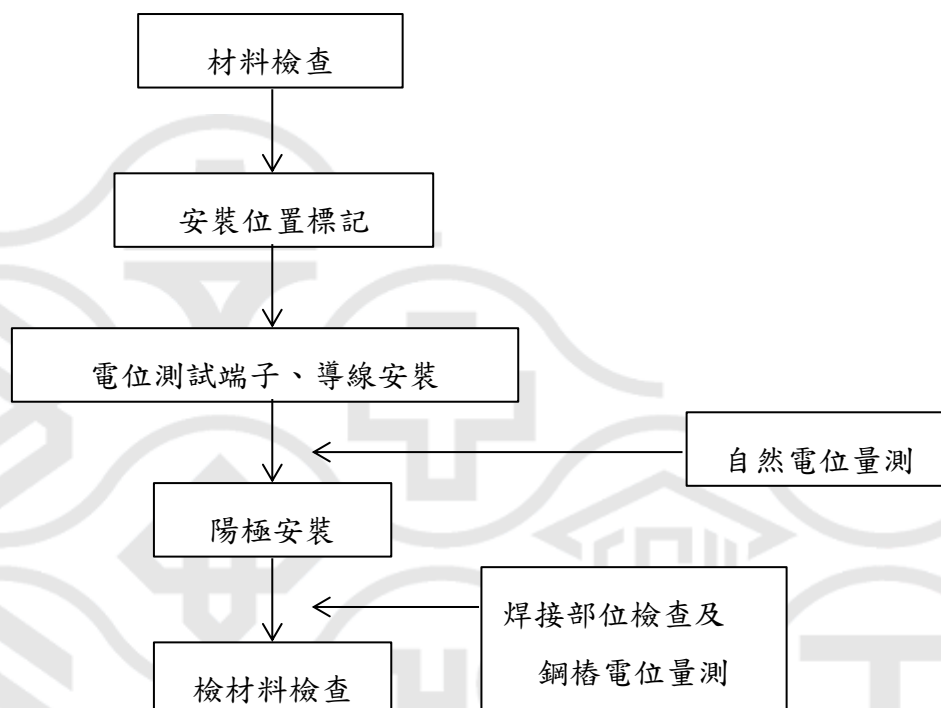 材料檢查
安裝位置標記
電位測試端子、導線安裝
自然電位量測
陽極安裝
焊接部位檢查及
鋼樁電位量測
檢材料檢查